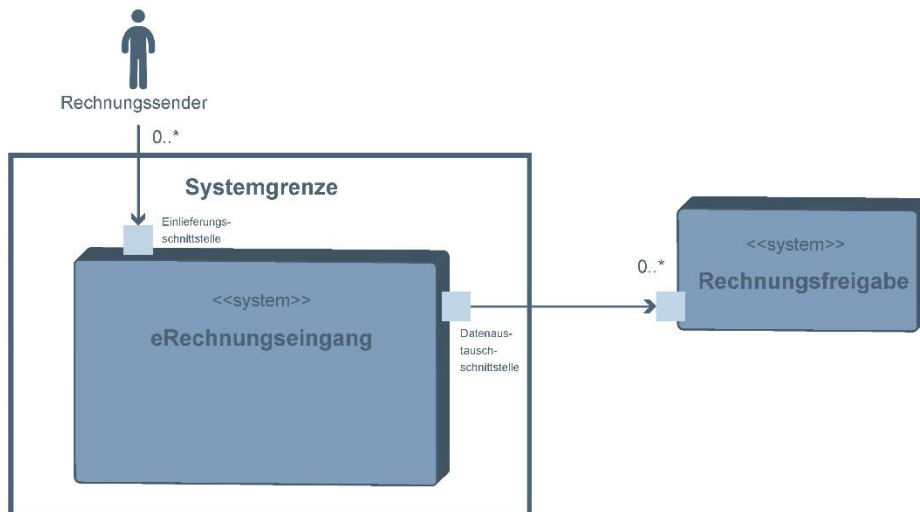 Rechnungssender
0..*
Systemgrenze
Einlieferungs-
schnittstelle
<<system>>
eRechnungseingang
Datenaus-
tausch-
schnittstelle
0..*
<<system>>
Rechnungsfreigabe